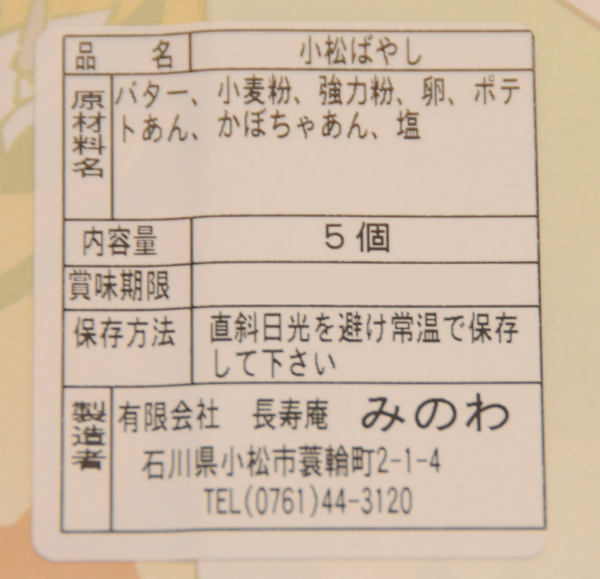 品 名 小松ばやし
原材料名 バター、小麦粉、強力粉、卵、ポテ
トあん、かぼちゃあん、塩
内容量 5個
賞味期限
保存方法 直斜日光を避け常温で保存
して下さい
製造者 有限会社 長寿庵 みのわ
石川県小松市蓑輪町2-1-4
TEL(0761)44-3120